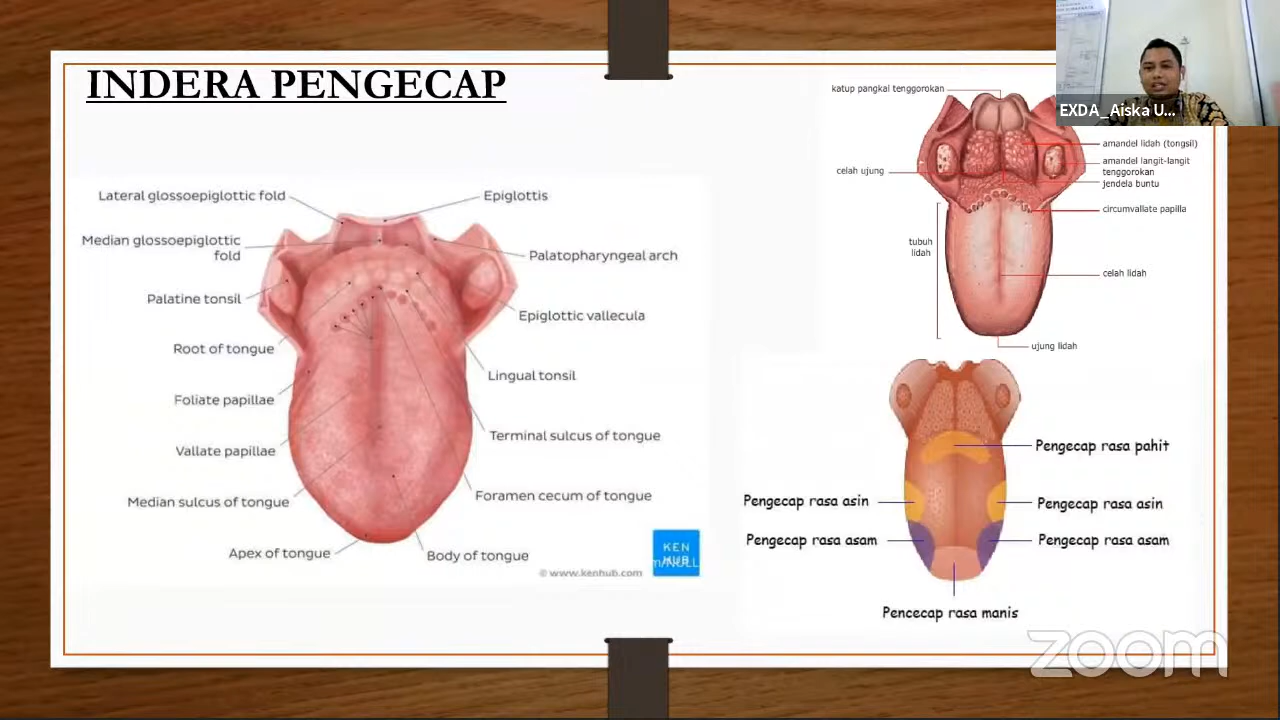 INDERA PENGECAP
EXDA_Aiska U...
Lateral glossoepiglottic fold
Epiglottis
Median glossoepiglottic
fold
Palatopharyngeal arch
Palatine tonsil
Epiglottic vallecula
Root of tongue
Lingual tonsil
Foliate papillae
Terminal sulcus of tongue
Vallate papillae
Median sulcus of tongue
Foramen cecum of tongue
Apex of tongue
Body of tongue
© www.kenhub.com
KEN
HUB
katup pangkal tenggorokan
amandel lidah (tongsil)
amandel langit-langit
tenggorokan
celah ujung
jendela buntu
circumvallate papilla
tubuh
lidah
celah lidah
ujung lidah
Pengecap rasa pahit
Pengecap rasa asin
Pengecap rasa asin
Pengecap rasa asam
Pengecap rasa asam
Pencecap rasa manis
zoom